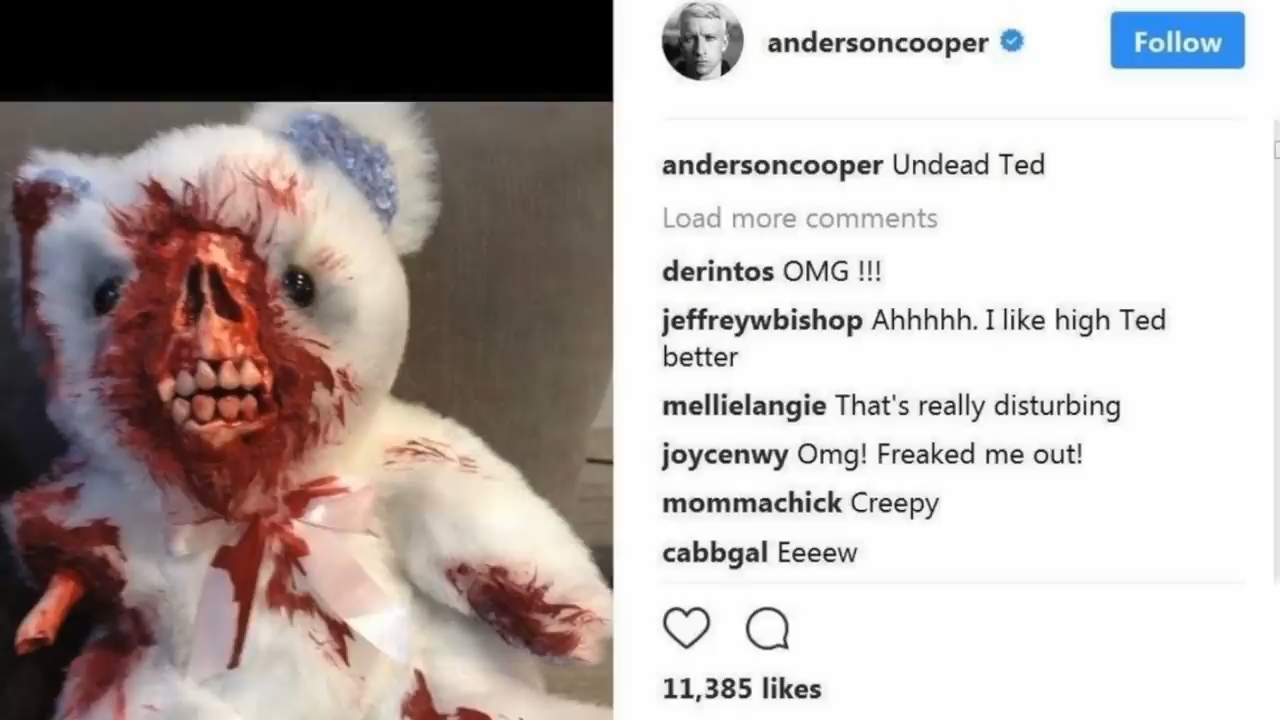 andersoncooper
Follow
andersoncooper Undead Ted
Load more comments
derintos OMG !!!
jeffreywbishop Ahhhhh. I like high Ted
better
mellielangie That's really disturbing
joycenwy Omg! Freaked me out!
mommachick Creepy
cabbgal Eeeew
11,385 likes